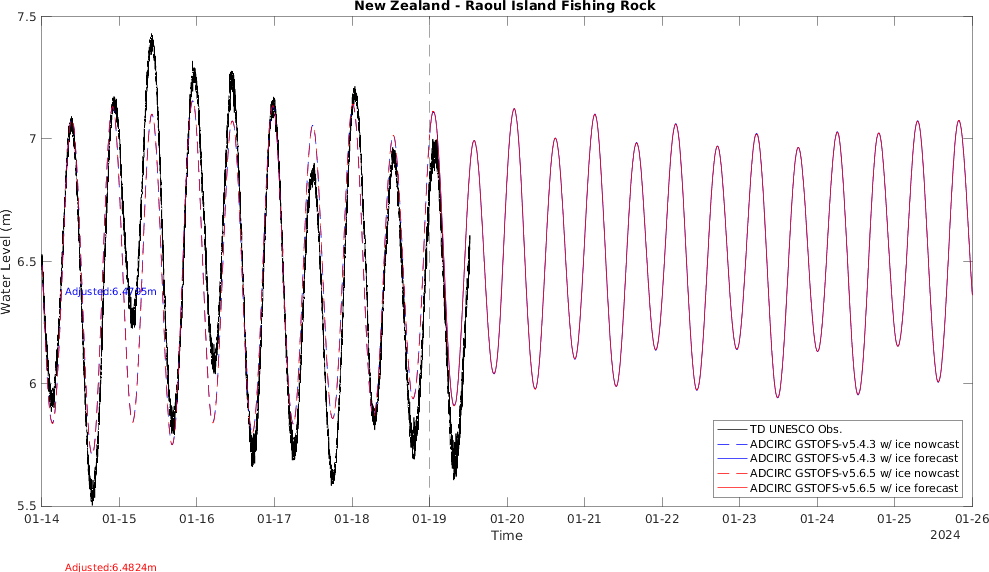 New Zealand - Raoul Island Fishing Rock
7.5
7
6.5
6
5.5
Water Level (m)
Adjusted:6.4795m
TD UNESCO Obs.
ADCIRC GSTOFS-v5.4.3 w/ ice nowcast
ADCIRC GSTOFS-v5.4.3 w/ ice forecast
ADCIRC GSTOFS-v5.6.5 w/ ice nowcast
ADCIRC GSTOFS-v5.6.5 w/ ice forecast
01-14 01-15 01-16 01-17 01-18 01-19 01-20 01-21 01-22 01-23 01-24 01-25 01-26
Time
2024
Adjusted:6.4824m